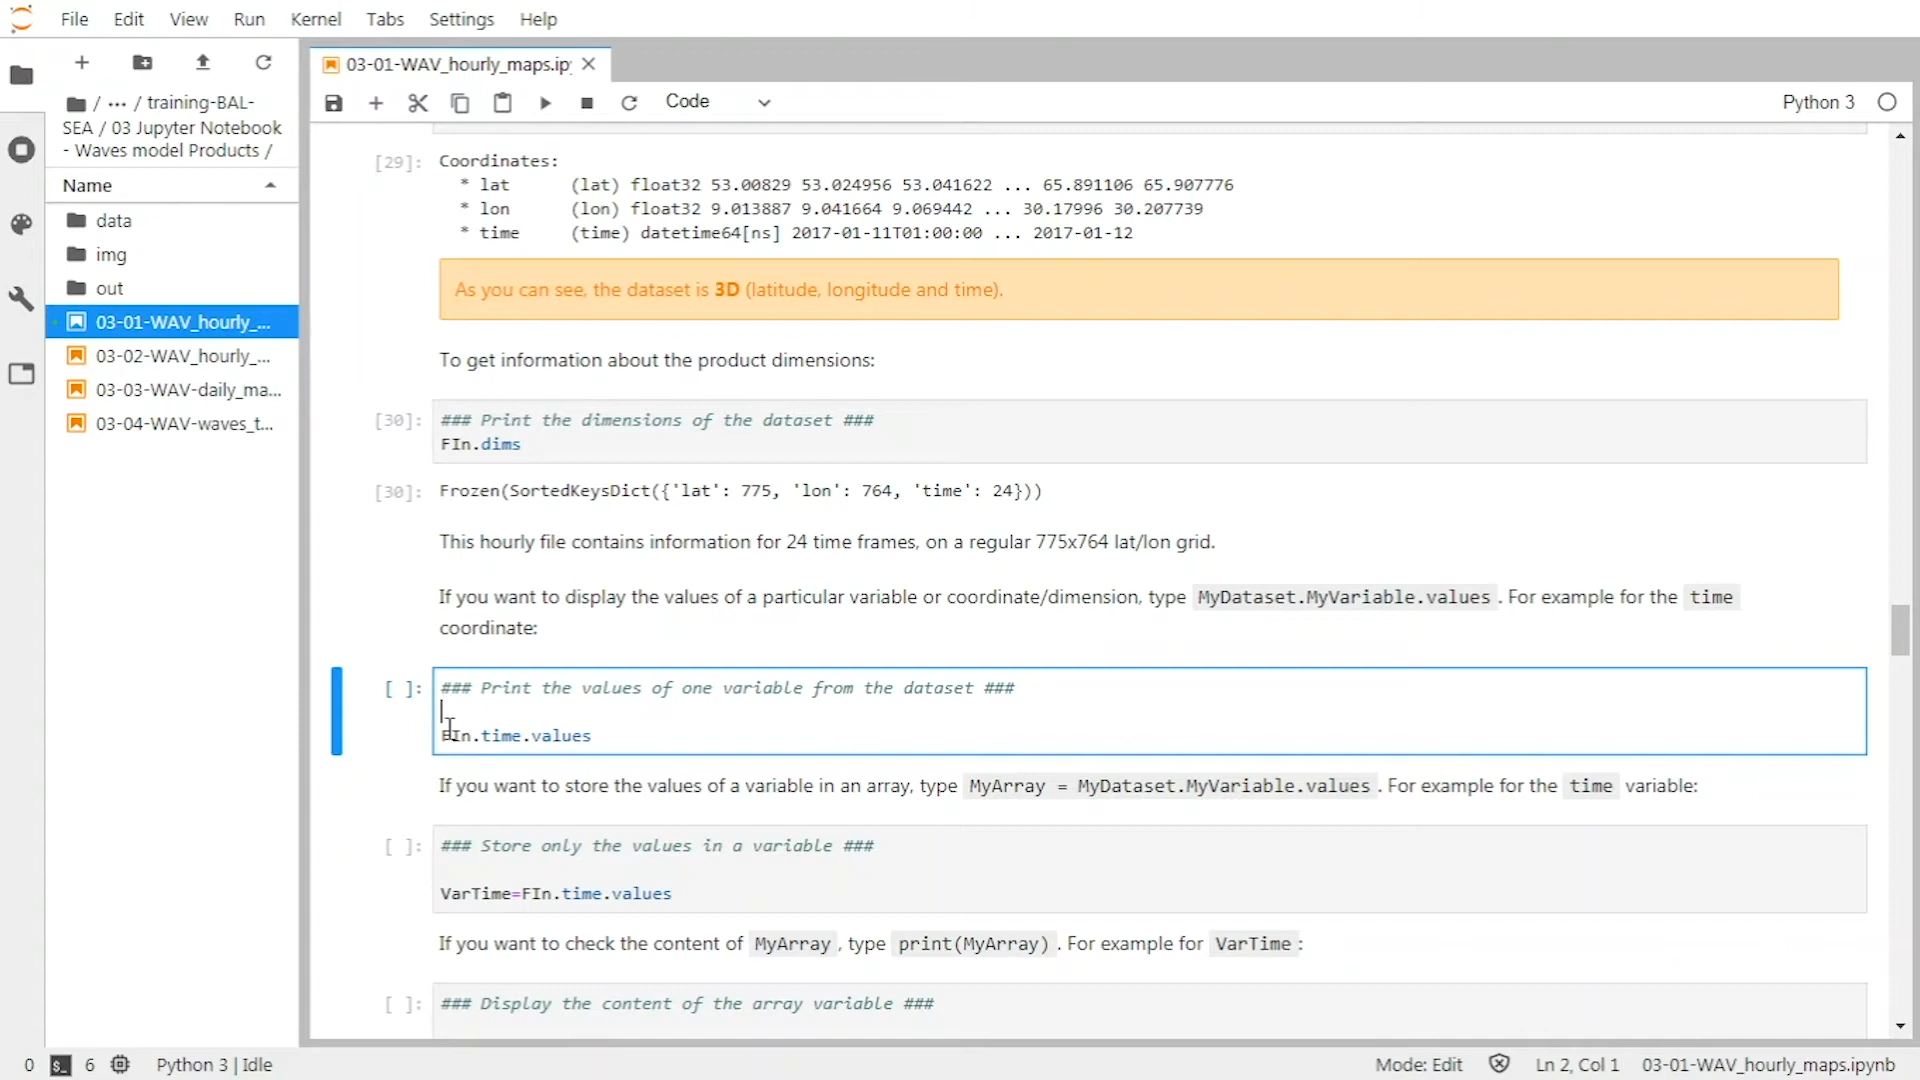 File Edit View Run Kernel Tabs Settings Help
/ ··· / training-BAL-
SEA / 03 Jupyter Notebook
- Waves model Products /
Name
data
img
out
03-01-WAV_hourly_...
03-02-WAV_hourly_...
03-03-WAV-daily_ma...
03-04-WAV-waves_t...
03-01-WAV_hourly_maps.ip
Code
Python 3
[29]: Coordinates:
* lat (lat) float32 53.00829 53.024956 53.041622 ... 65.891106 65.907776
* lon (lon) float32 9.013887 9.041664 9.069442 ... 30.17996 30.207739
* time (time) datetime64[ns] 2017-01-11T01:00:00 ... 2017-01-12
As you can see, the dataset is 3D (latitude, longitude and time).
To get information about the product dimensions:
[30]: ### Print the dimensions of the dataset ###
FIn.dims
[30]: Frozen(SortedKeysDict({'lat': 775, 'lon': 764, 'time': 24}))
This hourly file contains information for 24 time frames, on a regular 775x764 lat/lon grid.
If you want to display the values of a particular variable or coordinate/dimension, type MyDataset.MyVariable.values . For example for the time
coordinate:
[ ]: ### Print the values of one variable from the dataset ###
FIn.time.values
If you want to store the values of a variable in an array, type MyArray = MyDataset.MyVariable.values . For example for the time variable:
[ ]: ### Store only the values in a variable ###
VarTime=FIn.time.values
If you want to check the content of MyArray , type print(MyArray) . For example for VarTime :
[ ]: ### Display the content of the array variable ###
0 $_ 6 Python 3 | Idle
Mode: Edit Ln 2, Col 1 03-01-WAV_hourly_maps.ipynb